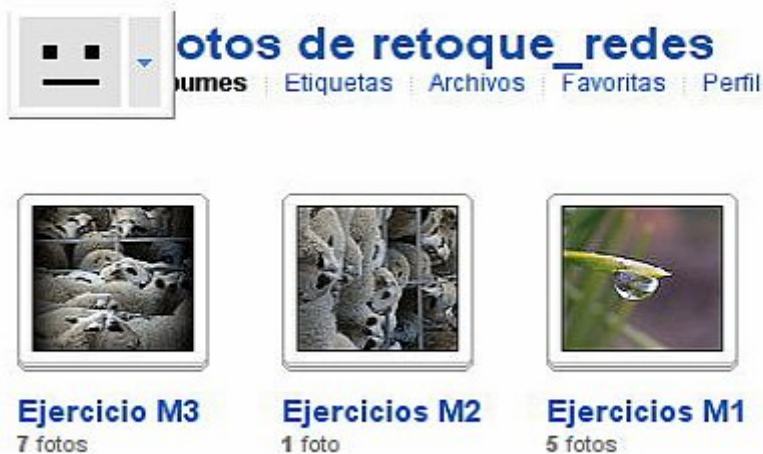 otos de retoque_redes
bumes Etiquetas Archivos Favoritas Perfil
Ejercicio M3 Ejercicios M2 Ejercicios M1
7 fotos 1 foto 5 fotos